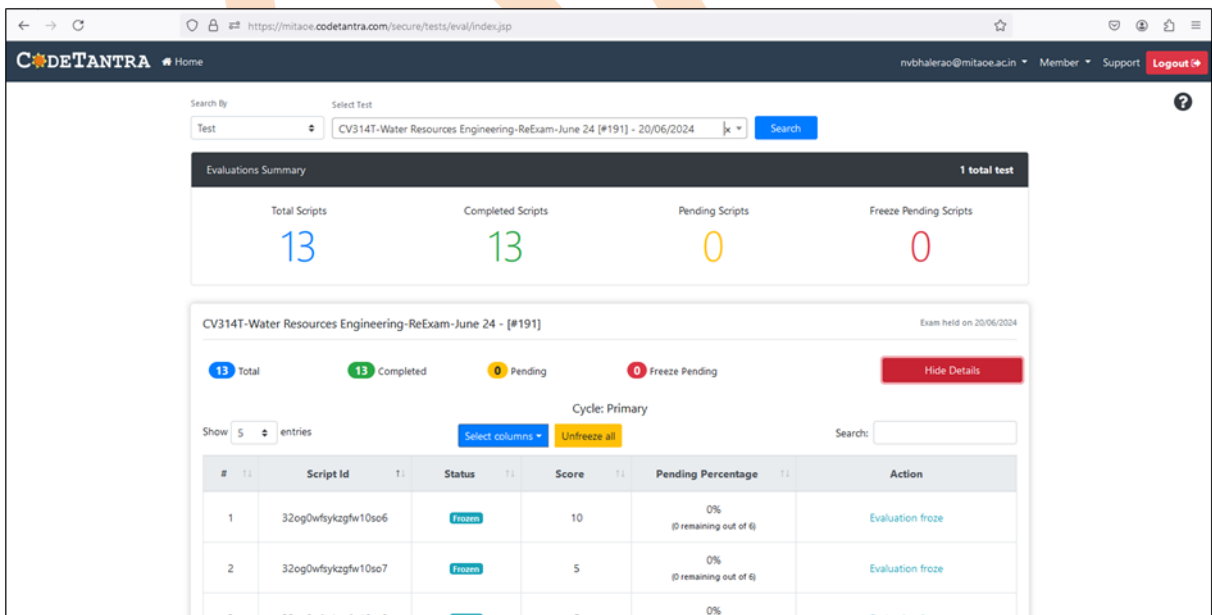 https://mitaoe.codetantra.com/secure/tests/eval/index.jsp
CODETANTRA Home nvbhalerao@mitaoe.ac.in Member Support Logout
Search By Select Test
Test CV314T-Water Resources Engineering-ReExam-June 24 [#191] - 20/06/2024 x Search
Evaluations Summary 1 total test
Total Scripts Completed Scripts Pending Scripts Freeze Pending Scripts
13 13 0 0
CV314T-Water Resources Engineering-ReExam-June 24 - [#191] Exam held on 20/06/2024
13 Total 13 Completed 0 Pending 0 Freeze Pending Hide Details
Cycle: Primary
Show 5 entries Select columns Unfreeze all Search:
# Script Id Status Score Pending Percentage Action
1 32og0wfsykzgfw10so6 Frozen 10 0% Evaluation froze
(0 remaining out of 6)
2 32og0wfsykzgfw10so7 Frozen 5 0% Evaluation froze
(0 remaining out of 6)
0%